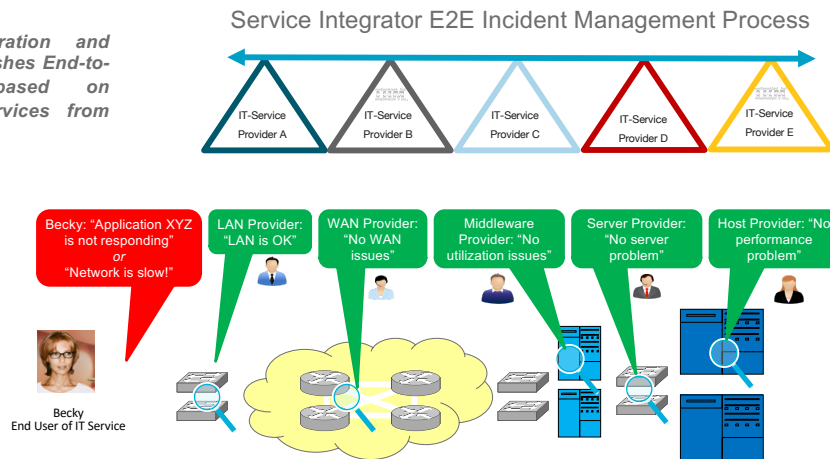 Service Integrator E2E Incident Management Process
ration and
shes End-to-
based on
rvices from
IT-Service
Provider A
IT-Service
Provider B
IT-Service
Provider C
IT-Service
Provider D
IT-Service
Provider E
Becky: “Application XYZ
is not responding”
or
“Network is slow!”
LAN Provider:
“LAN is OK”
WAN Provider:
“No WAN
issues”
Middleware
Provider: “No
utilization issues”
Server Provider:
“No server
problem”
Host Provider: “No
performance
problem”
Becky
End User of IT Service